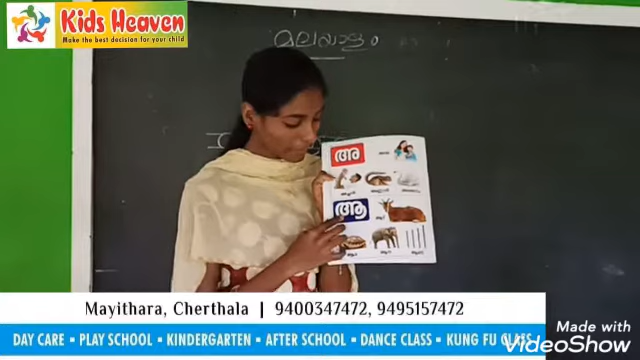 Kids Heaven
Make the best decision for your child
മലയാളം
അ
ആ
Mayithara, Cherthala | 9400347472, 9495157472
DAY CARE ▪ PLAY SCHOOL ▪ KINDERGARTEN ▪ AFTER SCHOOL ▪ DANCE CLASS ▪ KUNG FU CLASS
Made with
VideoShow